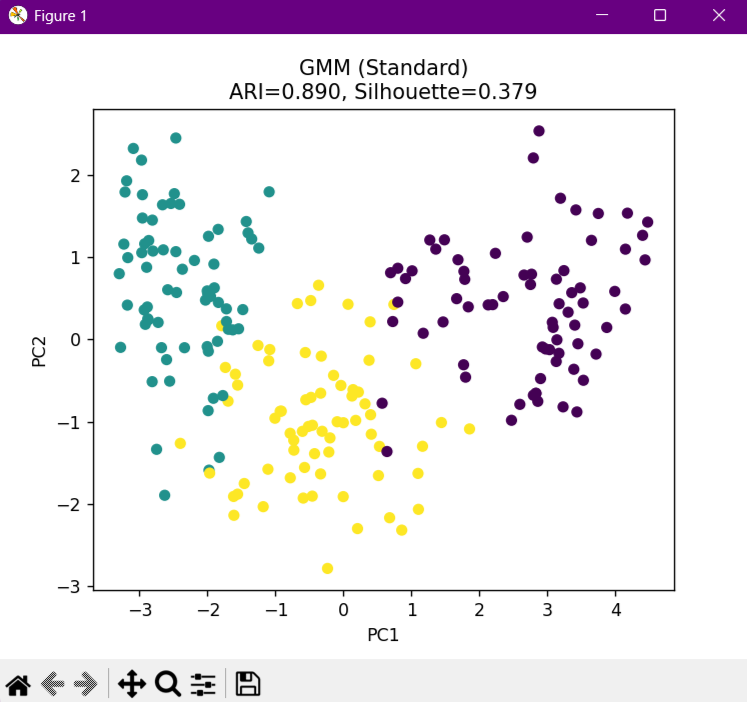 Figure 1
GMM (Standard)
ARI=0.890, Silhouette=0.379
2
1
0
−1
−2
−3
PC2
−3 −2 −1 0 1 2 3 4
PC1